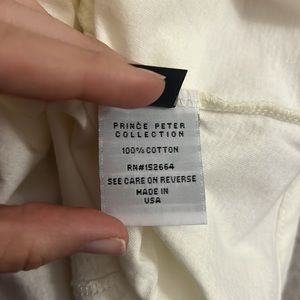 PRINCE PETER
COLLECTION
100% COTTON
RN#152664
SEE CARE ON REVERSE
MADE IN
USA